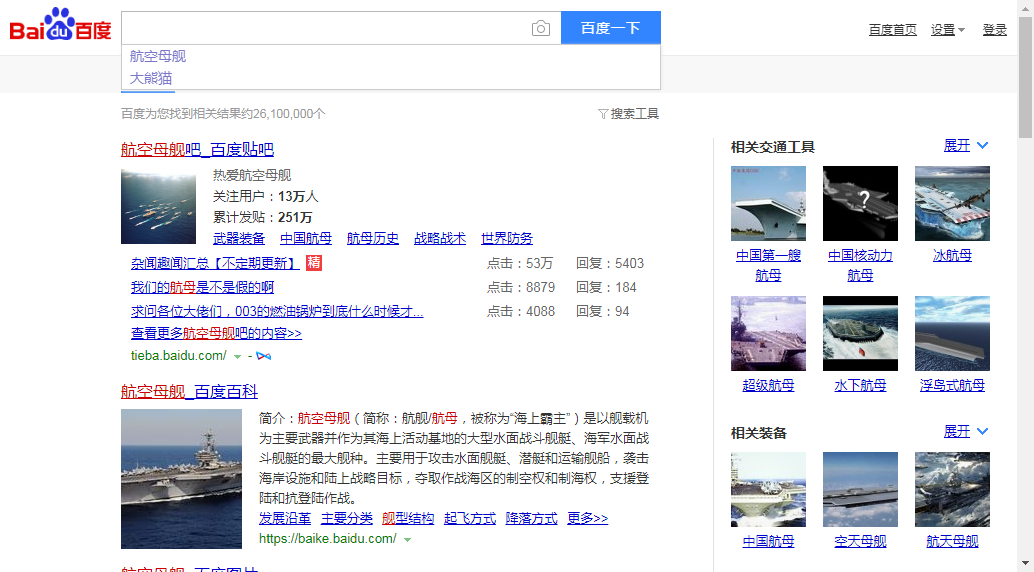 Bai du 百度
百度一下
百度首页 设置 登录
航空母舰
大熊猫
百度为您找到相关结果约26,100,000个
搜索工具
航空母舰吧_百度贴吧
热爱航空母舰
关注用户：13万人
累计发贴：251万
武器装备 中国航母 航母历史 战略战术 世界防务
杂闻趣闻汇总【不定期更新】 精 点击：53万 回复：5403
我们的航母是不是假的啊 点击：8879 回复：184
求问各位大佬们，003的燃油锅炉到底什么时候才... 点击：4088 回复：94
查看更多航空母舰吧的内容>>
tieba.baidu.com/ -
航空母舰_百度百科
简介：航空母舰（简称：航舰/航母，被称为“海上霸主”）是以舰载机
为主要武器并作为其海上活动基地的大型水面战斗舰艇、海军水面战
斗舰艇的最大舰种。主要用于攻击水面舰艇、潜艇和运输舰船，袭击
海岸设施和陆上战略目标，夺取作战海区的制空权和制海权，支援登
陆和抗登陆作战。
发展沿革 主要分类 舰型结构 起飞方式 降落方式 更多>>
https://baike.baidu.com/
航空母舰_百度图片
相关交通工具 展开
?
中国第一艘
航母
中国核动力
航母
冰航母
超级航母 水下航母 浮岛式航母
相关装备 展开
中国航母 空天母舰 航天母舰